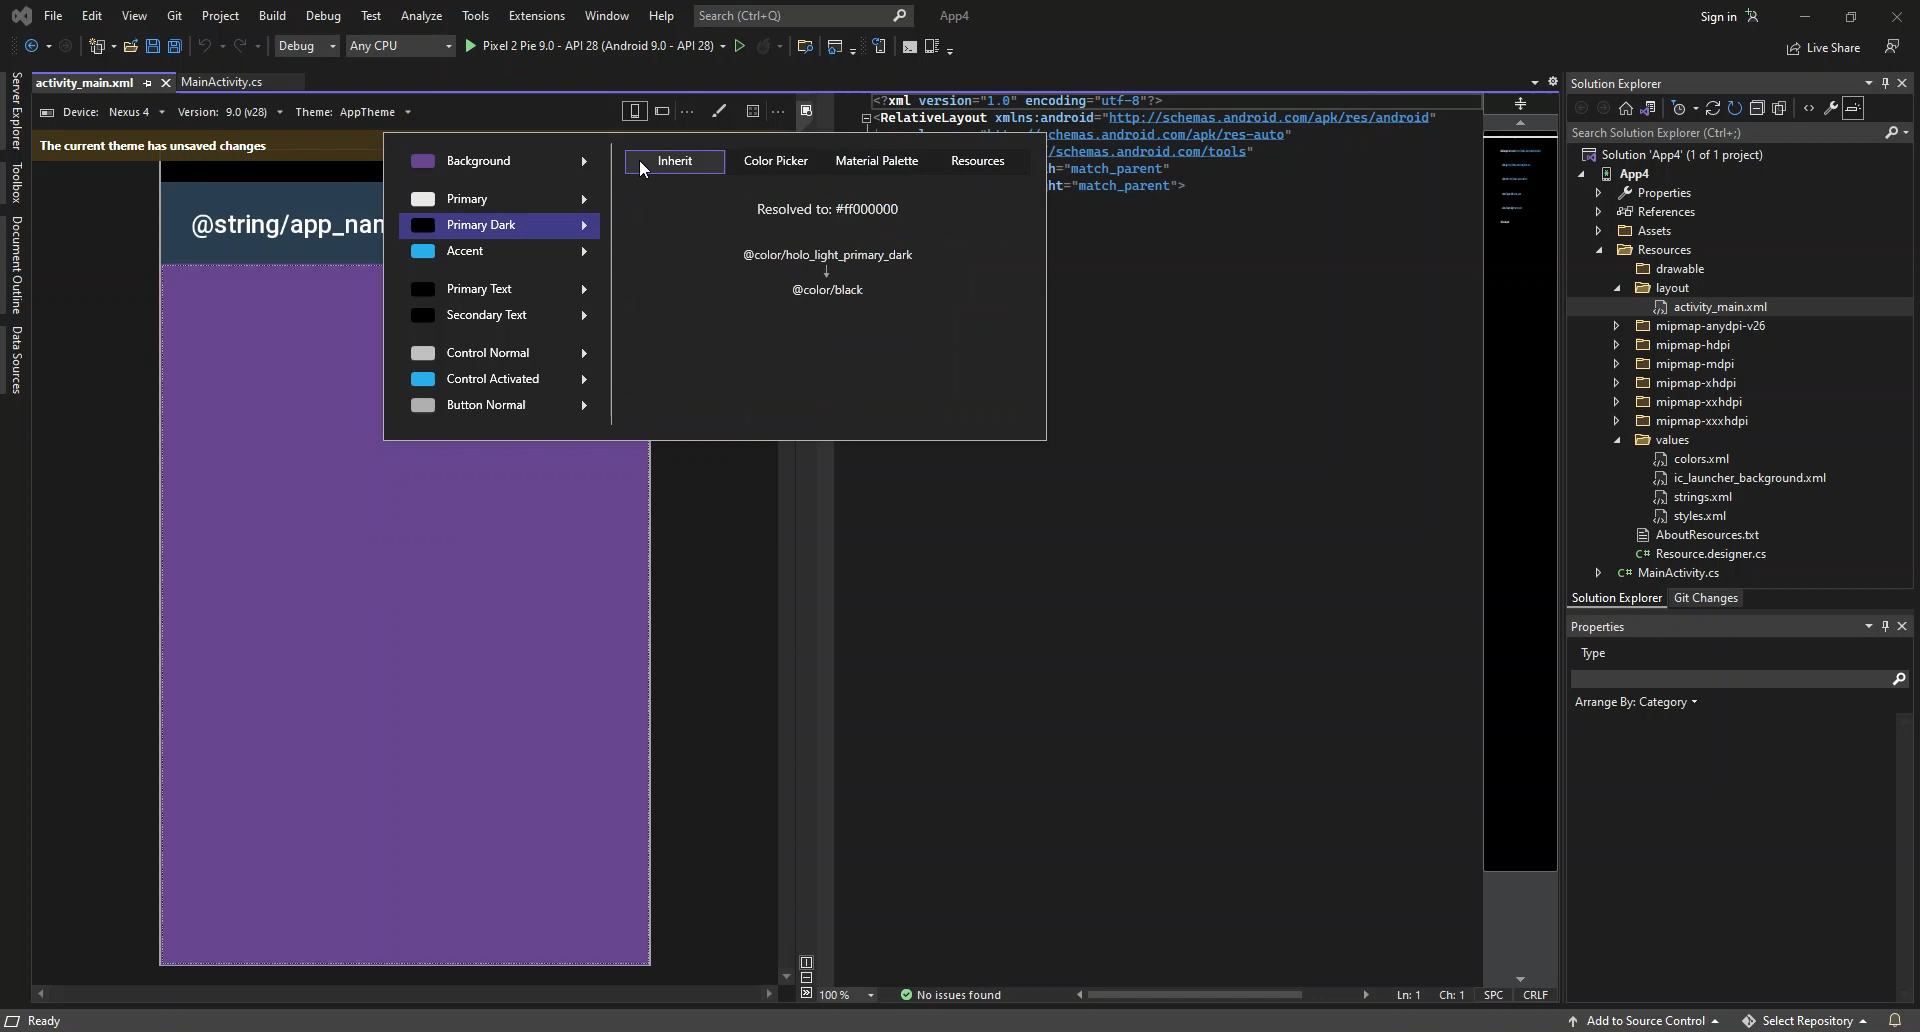 File Edit View Git Project Build Debug Test Analyze Tools Extensions Window Help Search (Ctrl+Q) App4 Sign in
Debug Any CPU Pixel 2 Pie 9.0 - API 28 (Android 9.0 - API 28) Live Share
Server Explorer
Toolbox
Document Outline
Data Sources
activity_main.xml MainActivity.cs
Device: Nexus 4 Version: 9.0 (v28) Theme: AppTheme
The current theme has unsaved changes
@string/app_nan
Background
Primary
Primary Dark
Accent
Primary Text
Secondary Text
Control Normal
Control Activated
Button Normal
Inherit Color Picker Material Palette Resources
Resolved to: #ff000000
@color/holo_light_primary_dark
@color/black
<?xml version="1.0" encoding="utf-8"?>
<RelativeLayout xmlns:android="http://schemas.android.com/apk/res/android"
schemas.android.com/apk/res-auto"
/schemas.android.com/tools"
h="match_parent"
ht="match_parent">
100 % No issues found Ln: 1 Ch: 1 SPC CRLF
Solution Explorer
Search Solution Explorer (Ctrl+;)
Solution 'App4' (1 of 1 project)
App4
Properties
References
Assets
Resources
drawable
layout
activity_main.xml
mipmap-anydpi-v26
mipmap-hdpi
mipmap-mdpi
mipmap-xhdpi
mipmap-xxhdpi
mipmap-xxxhdpi
values
colors.xml
ic_launcher_background.xml
strings.xml
styles.xml
AboutResources.txt
C# Resource.designer.cs
C# MainActivity.cs
Solution Explorer Git Changes
Properties
Type
Arrange By: Category
Ready Add to Source Control Select Repository